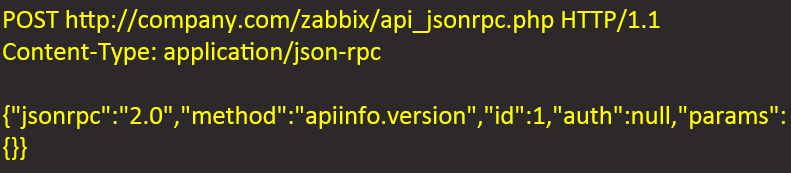 POST http://company.com/zabbix/api_jsonrpc.php HTTP/1.1
Content-Type: application/json-rpc

{"jsonrpc":"2.0","method":"apiinfo.version","id":1,"auth":null,"params":
{}}